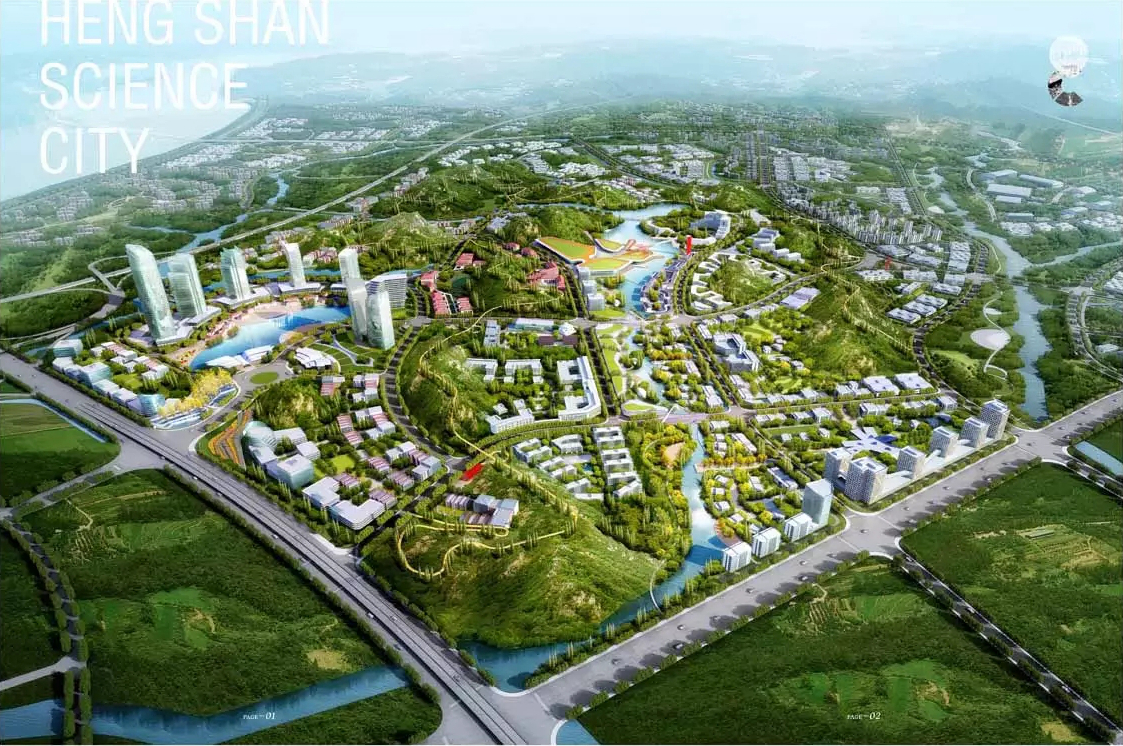 HENG SHAN
SCIENCE
CITY
PAGE—01
PAGE—02